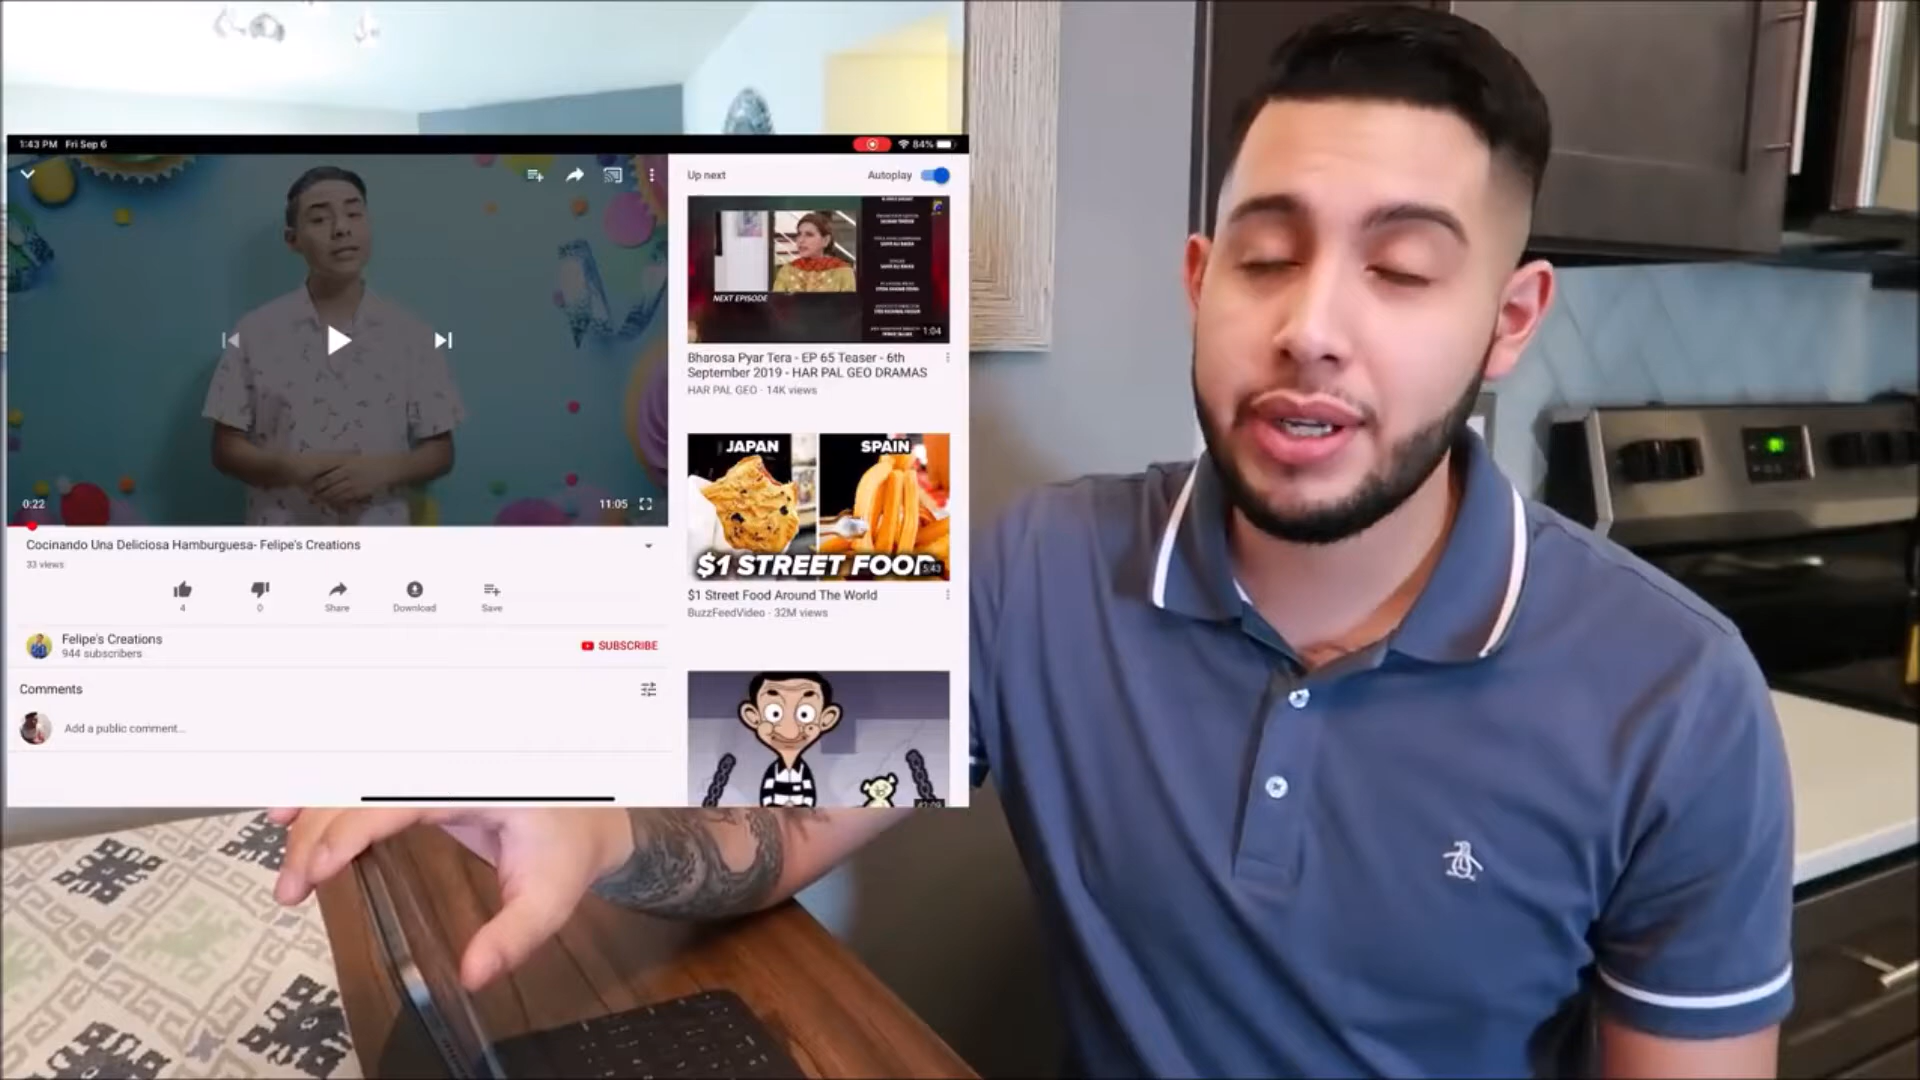 1:43 PM Fri Sep 6
84%
Up next
Autoplay
NEXT EPISODE
1:04
0:22
11:05
Bharosa Pyar Tera - EP 65 Teaser - 6th
September 2019 - HAR PAL GEO DRAMAS
HAR PAL GEO · 14K views
JAPAN
SPAIN
$1 STREET FOOD
5:43
$1 Street Food Around The World
BuzzFeedVideo · 32M views
Cocinando Una Deliciosa Hamburguesa- Felipe's Creations
33 views
4
0
Share
Download
Save
Felipe's Creations
944 subscribers
SUBSCRIBE
Comments
Add a public comment...